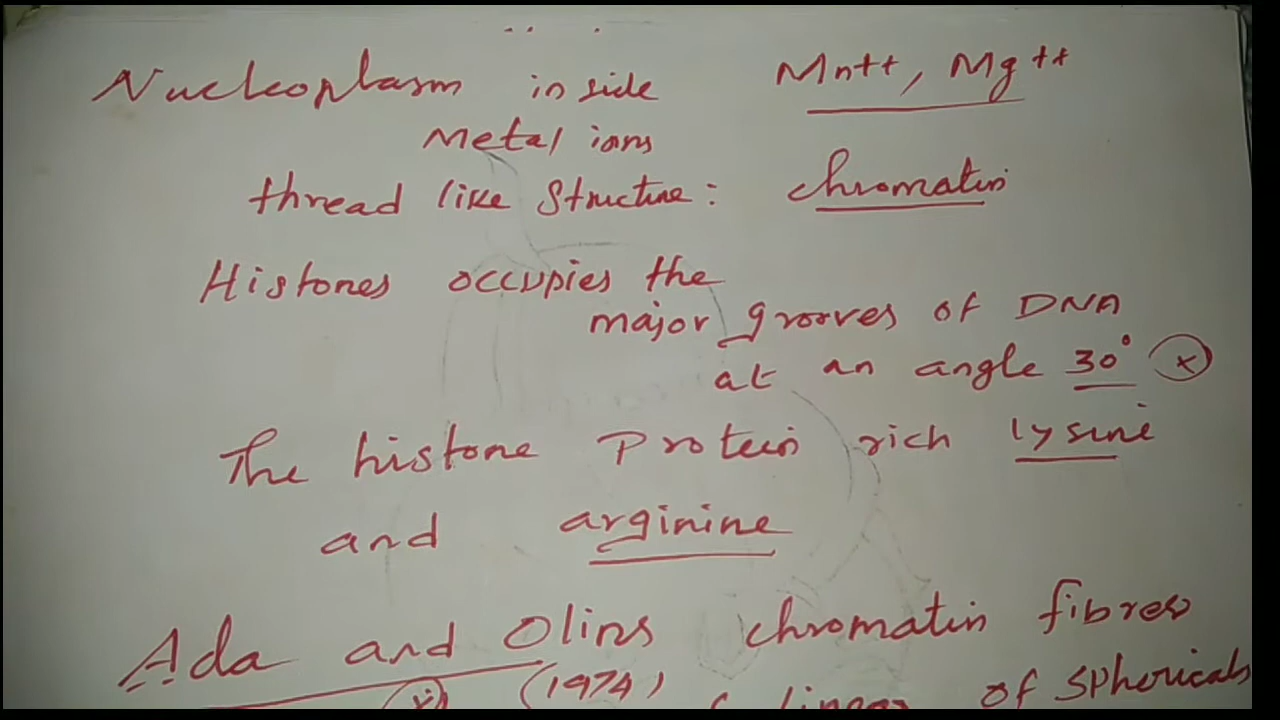 Nucleoplasm inside Mn++, Mg++
Metal ions
thread like structure: chromatin
Histones occupies the
major grooves of DNA
at an angle 30° x
The histone Protein rich lysine
and arginine
Ada and Olins chromatin fibres
(1974) linear of sphericals